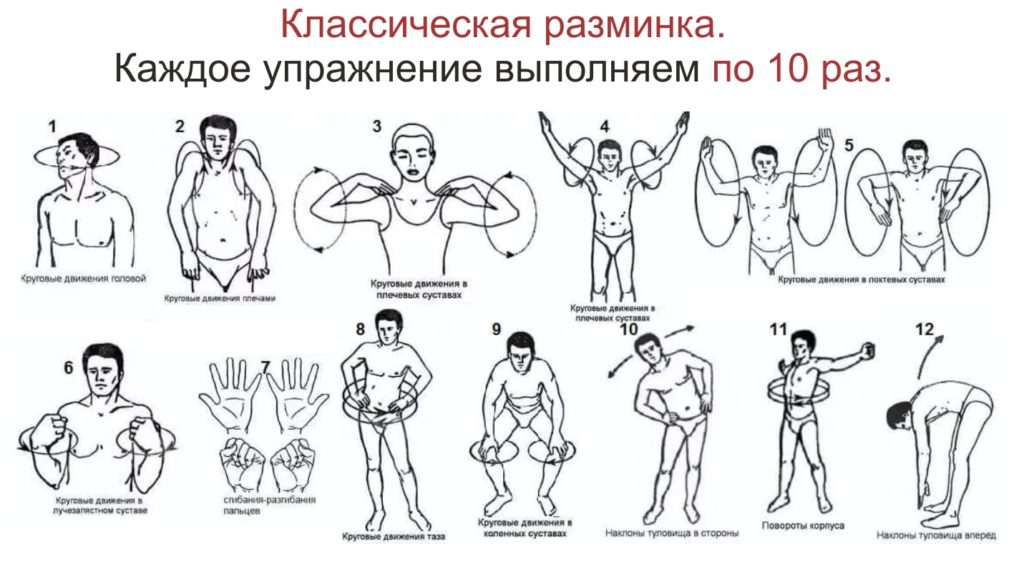 Классическая разминка.
Каждое упражнение выполняем по 10 раз.
1
Круговые движения головой
2
Круговые движения плечами
3
Круговые движения в
плечевых суставах
4
Круговые движения в
плечевых суставах
5
Круговые движения в локтевых суставах
6
Круговые движения в
лучезапястном суставе
7
сгибания-разгибания
пальцев
8
Круговые движения таза
9
Круговые движения в
коленных суставах
10
Наклоны туловища в стороны
11
Повороты корпуса
12
Наклоны туловища вперёд